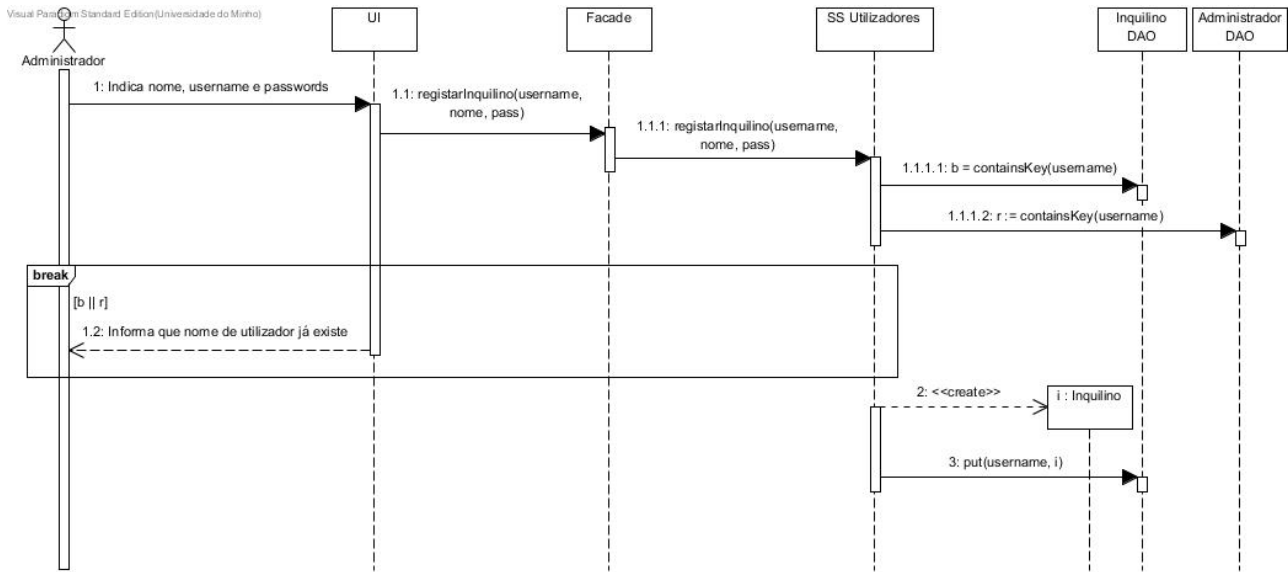 Visual Paradigm Standard Edition(Universidade do Minho)
Administrador
UI
Facade
SS Utilizadores
Inquilino
DAO
Administrador
DAO
1: Indica nome, username e passwords
1.1: registarInquilino(username,
nome, pass)
1.1.1: registarInquilino(username,
nome, pass)
1.1.1.1: b = containsKey(username)
1.1.1.2: r := containsKey(username)
break
[b || r]
1.2: Informa que nome de utilizador já existe
2: <<create>>
i : Inquilino
3: put(username, i)